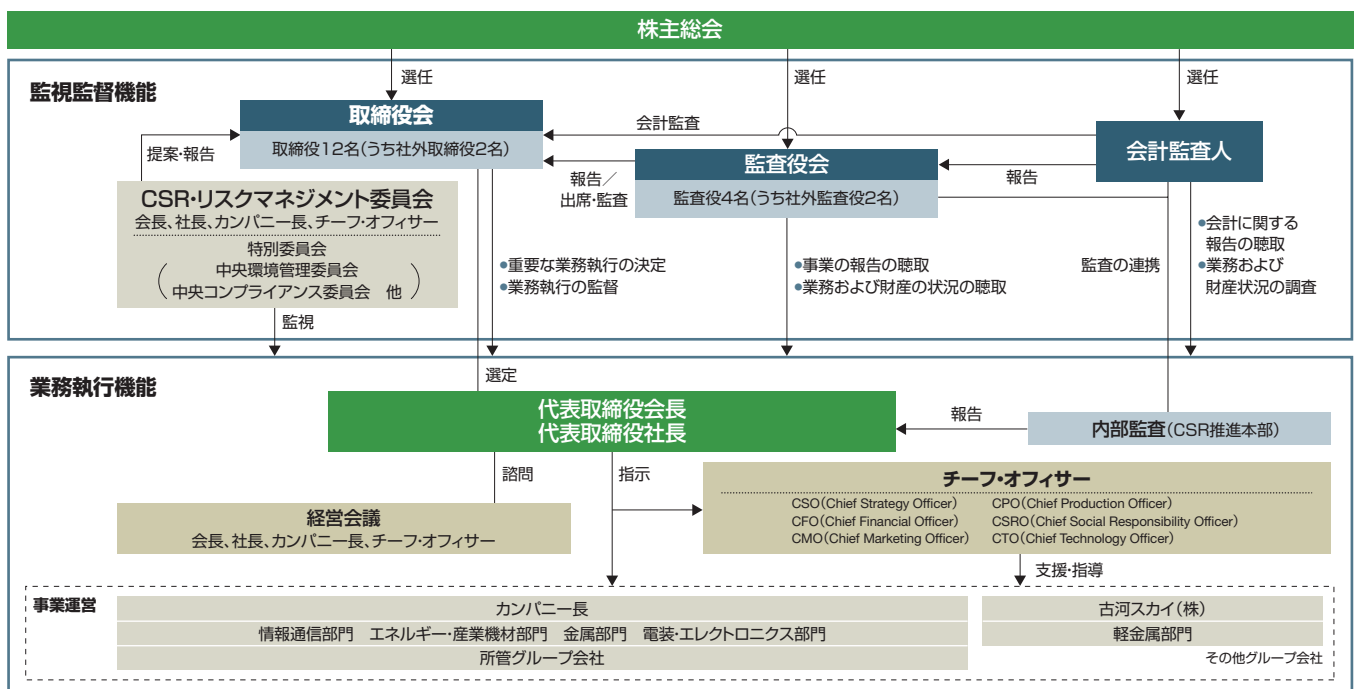 株主総会
選任
選任
選任
監視監督機能
取締役会
取締役12名(うち社外取締役2名)
会計監査
会計監査人
提案・報告
監査役会
監査役4名(うち社外監査役2名)
報告／
出席・監査
報告
CSR・リスクマネジメント委員会
会長、社長、カンパニー長、チーフ・オフィサー
特別委員会
中央環境管理委員会
中央コンプライアンス委員会　他
●重要な業務執行の決定
●業務執行の監督
●事業の報告の聴取
●業務および財産の状況の聴取
監査の連携
●会計に関する
報告の聴取
●業務および
財産状況の調査
監視
業務執行機能
選定
代表取締役会長
代表取締役社長
報告
内部監査(CSR推進本部)
諮問
指示
経営会議
会長、社長、カンパニー長、チーフ・オフィサー
チーフ・オフィサー
CSO(Chief Strategy Officer)
CPO(Chief Production Officer)
CFO(Chief Financial Officer)
CSRO(Chief Social Responsibility Officer)
CMO(Chief Marketing Officer)
CTO(Chief Technology Officer)
支援・指導
事業運営
カンパニー長
情報通信部門　エネルギー・産業機材部門　金属部門　電装・エレクトロニクス部門
所管グループ会社
古河スカイ(株)
軽金属部門
その他グループ会社